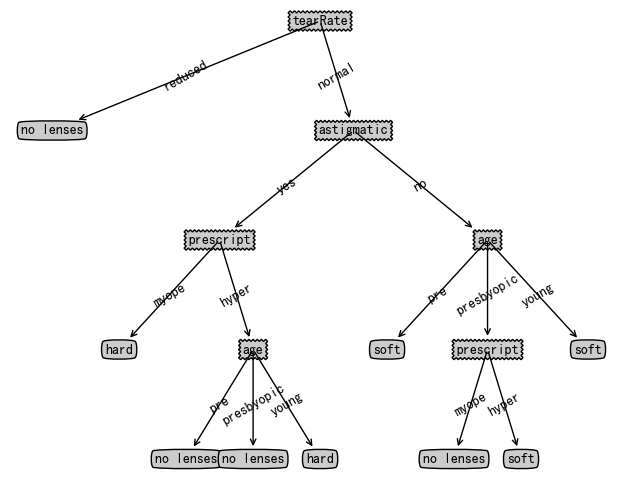 tearRate
reduced
normal
no lenses
astigmatic
yes
no
prescript
age
myope
hyper
pre
presbyopic
young
hard
age
soft
prescript
soft
pre
presbyopic
young
myope
hyper
no lenses
no lenses
hard
no lenses
soft